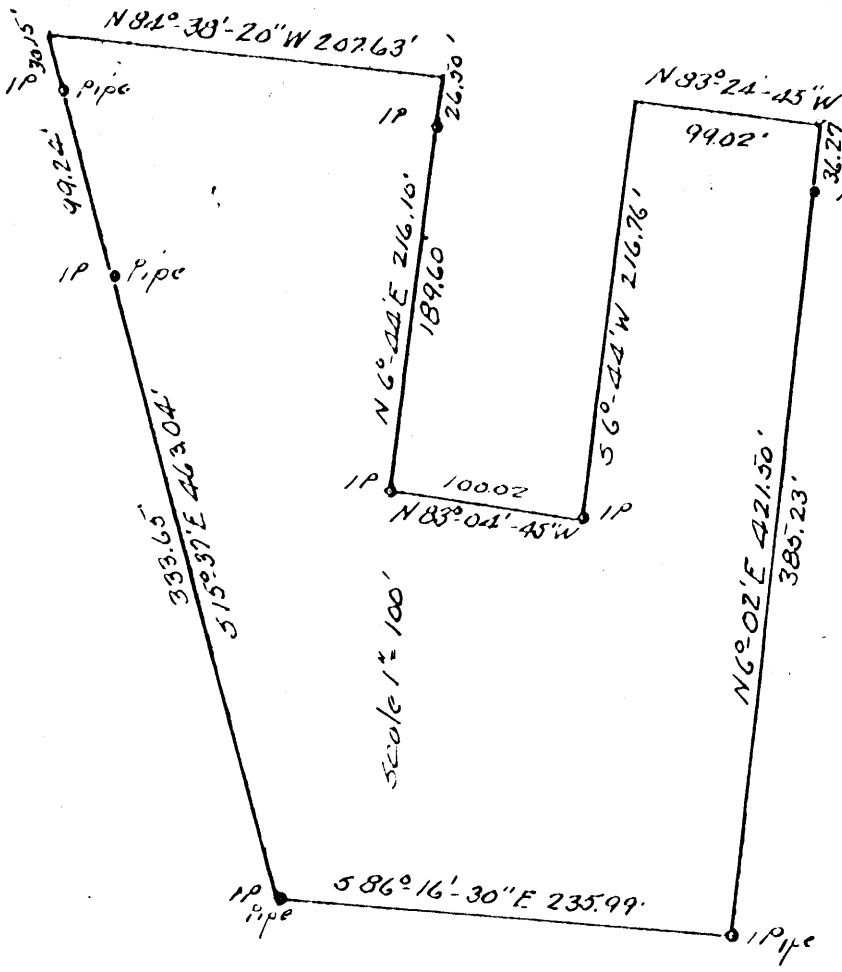 N 84°-38'-20" W 207.63'
30.15'
IP Pipe
99.24'
IP Pipe
26.50'
IP
N 83°-24'-45" W
99.02'
36.27
N 6°-44' E 216.10'
189.60
S 6°-44' W 216.76'
IP
100.02
N 83°-04'-45" W
IP
333.65'
S 15°-37' E 463.04'
Scale 1" = 100'
N 6°-02' E 421.50'
385.23'
IP
Pipe
S 86°-16'-30" E 235.99'
IP Pipe